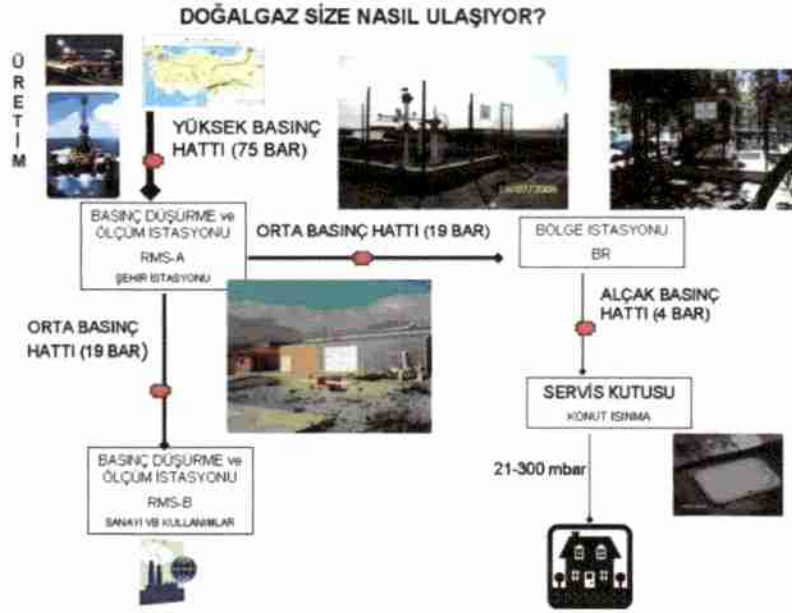 DOĞALGAZ SİZE NASIL ULAŞIYOR?
ÜRETİM
YÜKSEK BASINÇ
HATTI (75 BAR)
BASINÇ DÜŞÜRME ve
ÖLÇÜM İSTASYONU
RMS-A
ŞEHİR İSTASYONU
ORTA BASINÇ HATTI (19 BAR)
BÖLGE İSTASYONU
BR
ORTA BASINÇ
HATTI (19 BAR)
ALÇAK BASINÇ
HATTI (4 BAR)
SERVİS KUTUSU
KONUT ISINMA
BASINÇ DÜŞÜRME ve
ÖLÇÜM İSTASYONU
RMS-B
SANAYİ VB KULLANIMLAR
21-300 mbar